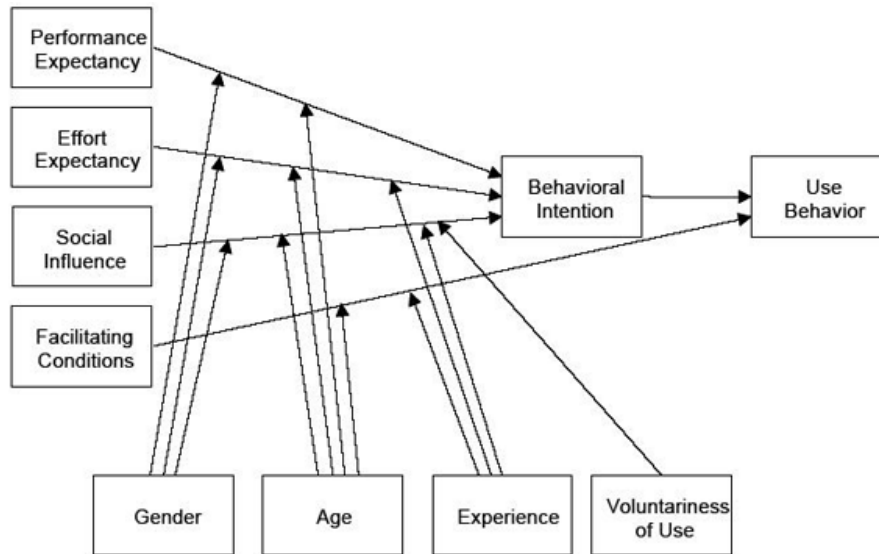 Performance
Expectancy
Effort
Expectancy
Social
Influence
Facilitating
Conditions
Behavioral
Intention
Use
Behavior
Gender
Age
Experience
Voluntariness
of Use